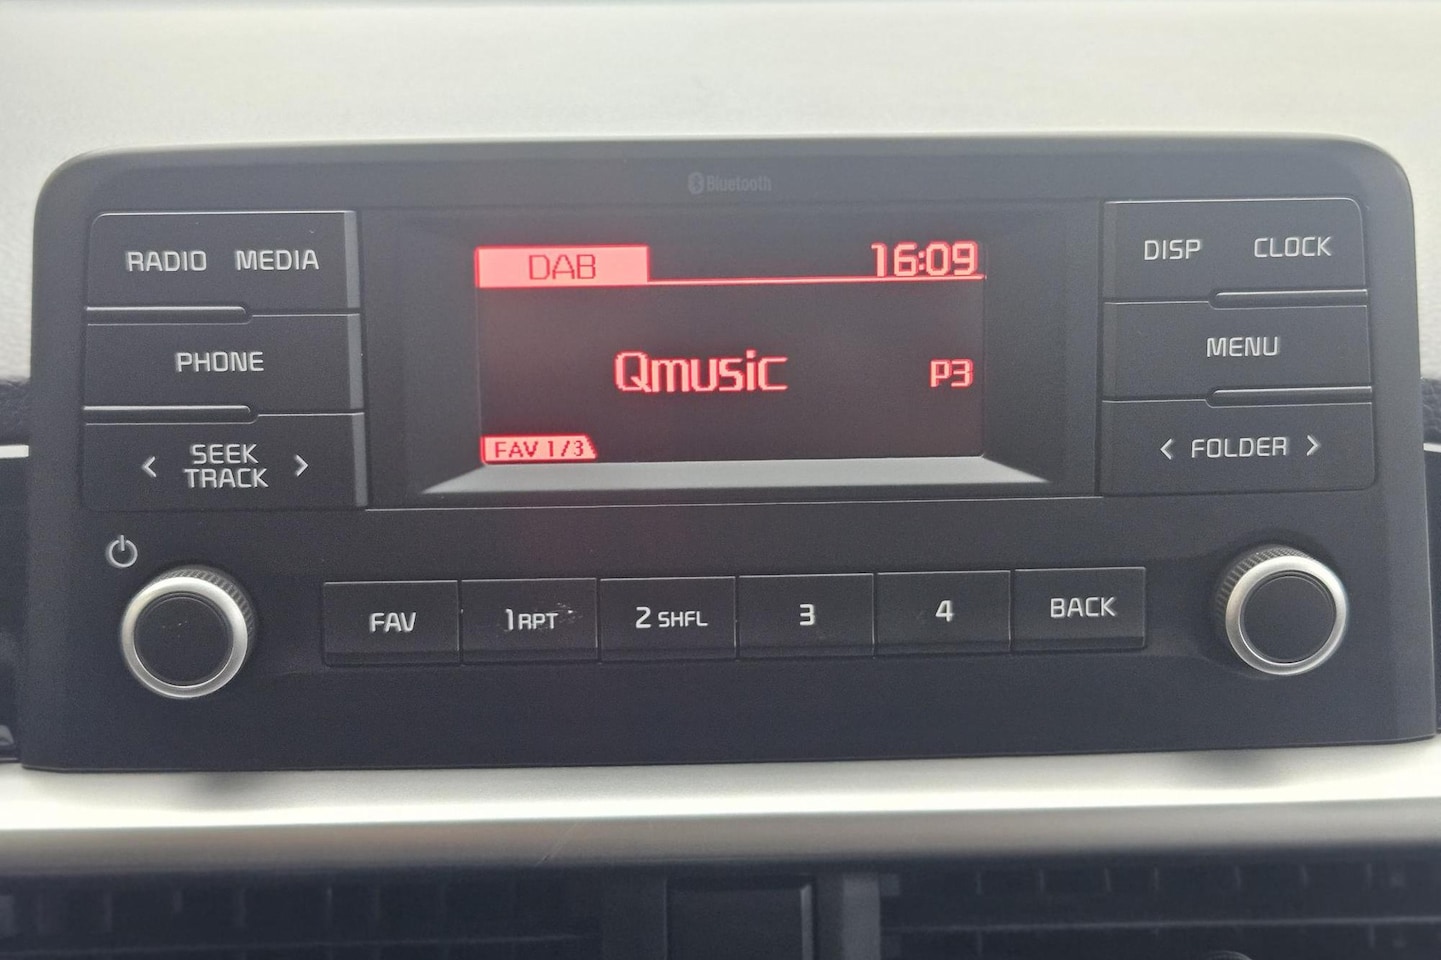 Bluetooth
RADIO MEDIA
DAB 16:09
DISP CLOCK
PHONE
Qmusic P3
MENU
< SEEK TRACK >
FAV 1/3
< FOLDER >
FAV 1 RPT 2 SHFL 3 4 BACK